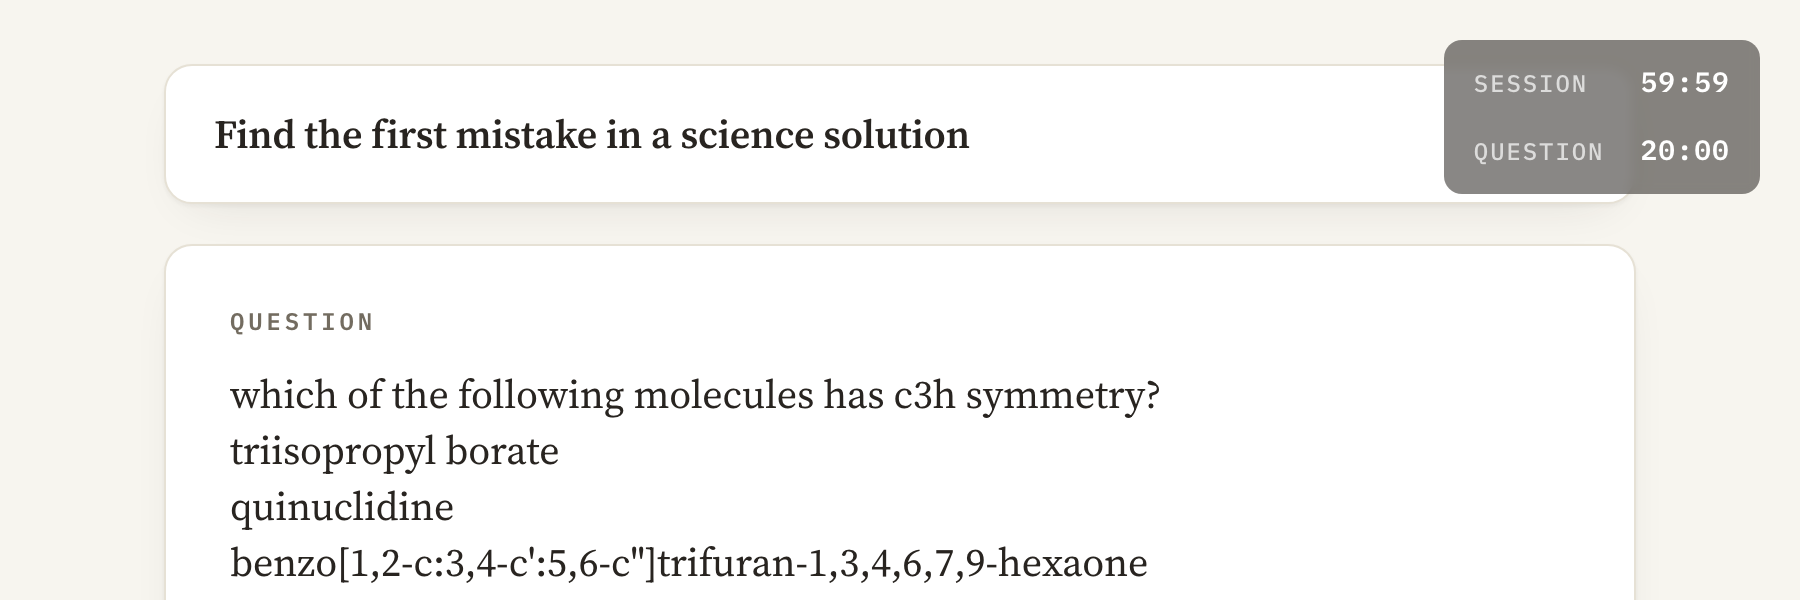 Find the first mistake in a science solution
SESSION 59:59
QUESTION 20:00
QUESTION
which of the following molecules has c3h symmetry?
triisopropyl borate
quinuclidine
benzo[1,2-c:3,4-c':5,6-c"]trifuran-1,3,4,6,7,9-hexaone